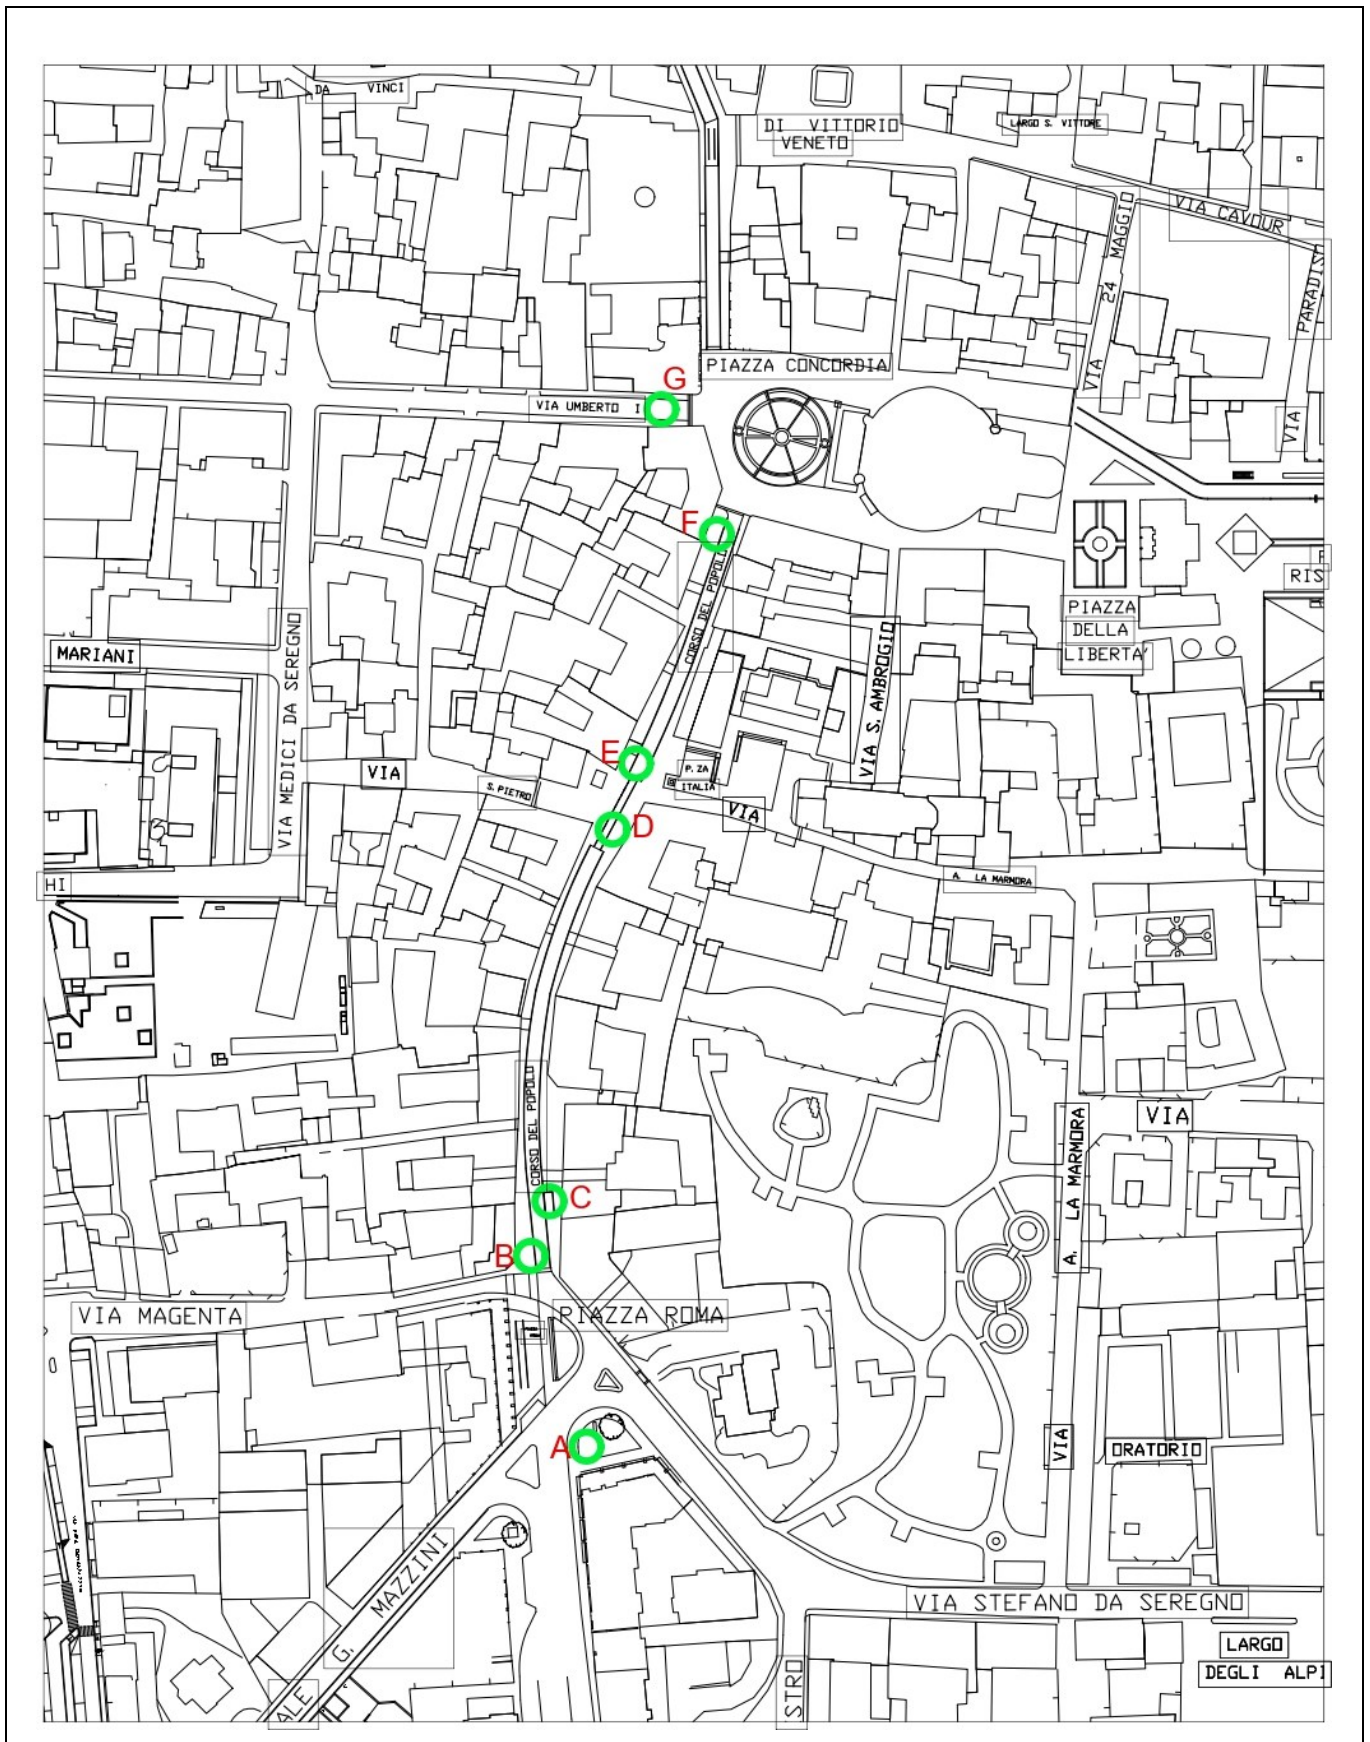 DA VINCI
DI VITTORIO
VENETO
LARGO S. VITTORE
VIA CAVOUR
VIA 24 MAGGIO
VIA PARADISO
PIAZZA CONCORDIA
G
VIA UMBERTO I
F
CORSO DEL POPOLO
RIS
PIAZZA
DELLA
LIBERTA'
MARIANI
VIA MEDICI DA SEREGNO
VIA S. AMBROGIO
E
VIA
P. ZA
ITALIA
S. PIETRO
VIA
D
A. LA MARMORA
HI
CORSO DEL POPOLO
VIA
VIA A. LA MARMORA
C
B
VIA MAGENTA
PIAZZA ROMA
A
ORATORIO
VIALE G. MAZZINI
VIA STEFANO DA SEREGNO
LARGO
DEGLI ALPI
STRO